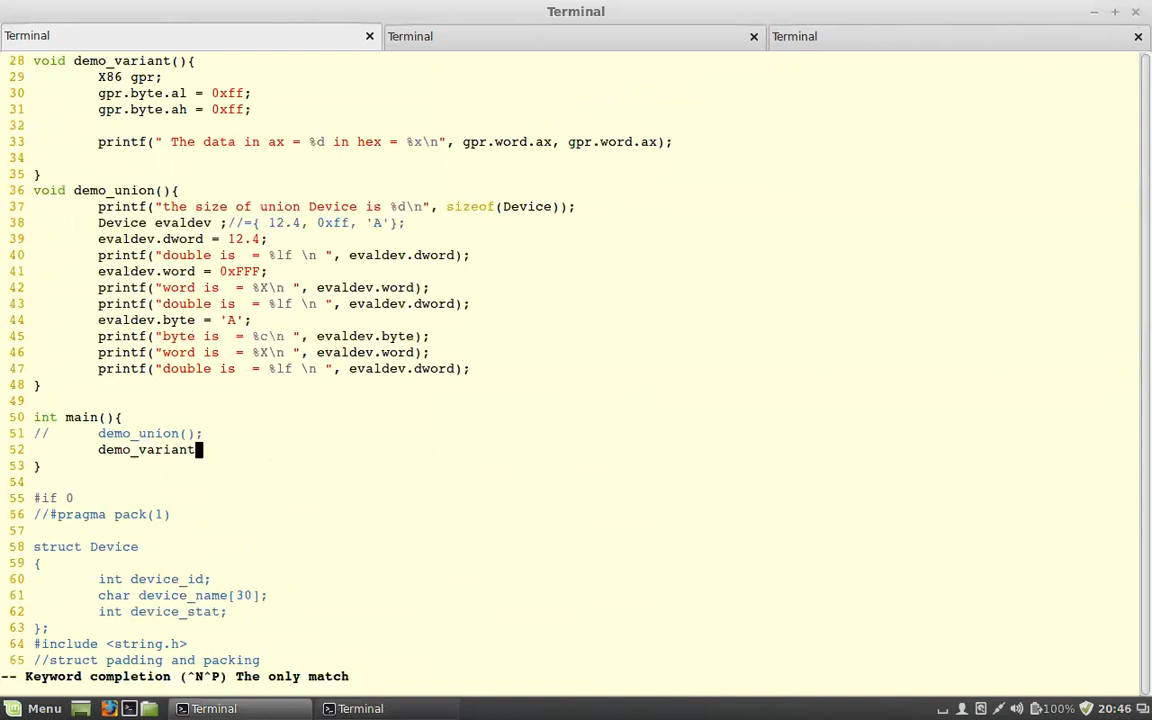 Terminal
Terminal
Terminal
Terminal
28 void demo_variant(){
29         X86 gpr;
30         gpr.byte.al = 0xff;
31         gpr.byte.ah = 0xff;
32
33         printf(" The data in ax = %d in hex = %x\n", gpr.word.ax, gpr.word.ax);
34
35 }
36 void demo_union(){
37         printf("the size of union Device is %d\n", sizeof(Device));
38         Device evaldev ;//={ 12.4, 0xff, 'A'};
39         evaldev.dword = 12.4;
40         printf("double is  = %lf \n ", evaldev.dword);
41         evaldev.word = 0xFFF;
42         printf("word is  = %X\n ", evaldev.word);
43         printf("double is  = %lf \n ", evaldev.dword);
44         evaldev.byte = 'A';
45         printf("byte is  = %c\n ", evaldev.byte);
46         printf("word is  = %X\n ", evaldev.word);
47         printf("double is  = %lf \n ", evaldev.dword);
48 }
49
50 int main(){
51 //      demo_union();
52         demo_variant
53 }
54
55 #if 0
56 //#pragma pack(1)
57
58 struct Device
59 {
60         int device_id;
61         char device_name[30];
62         int device_stat;
63 };
64 #include <string.h>
65 //struct padding and packing
-- Keyword completion (^N^P) The only match
Menu
Terminal
Terminal
100%
20:46